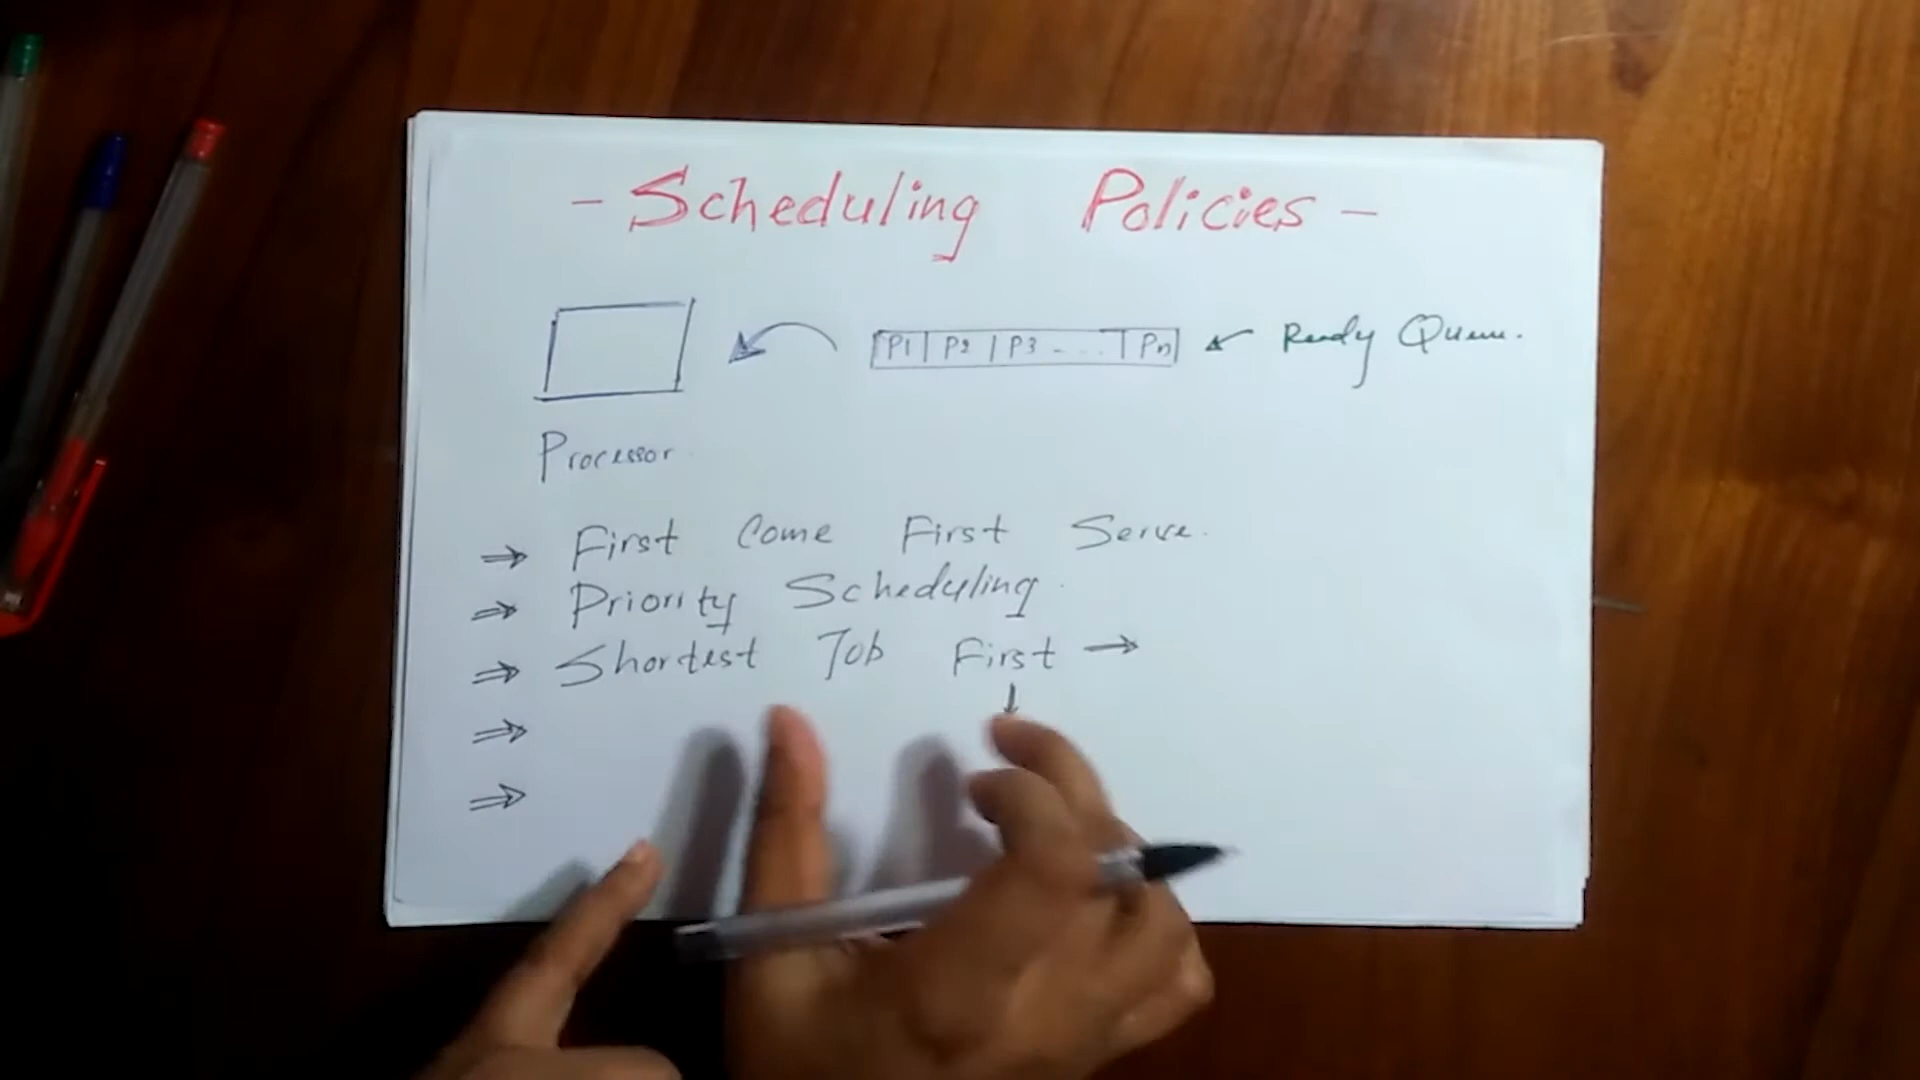 - Scheduling Policies -
P1 P2 P3 - . . . Pn ← Ready Queue.
Processor
⇒ First Come First Serve.
⇒ Priority Scheduling.
⇒ Shortest Job First →
↓
⇒
⇒